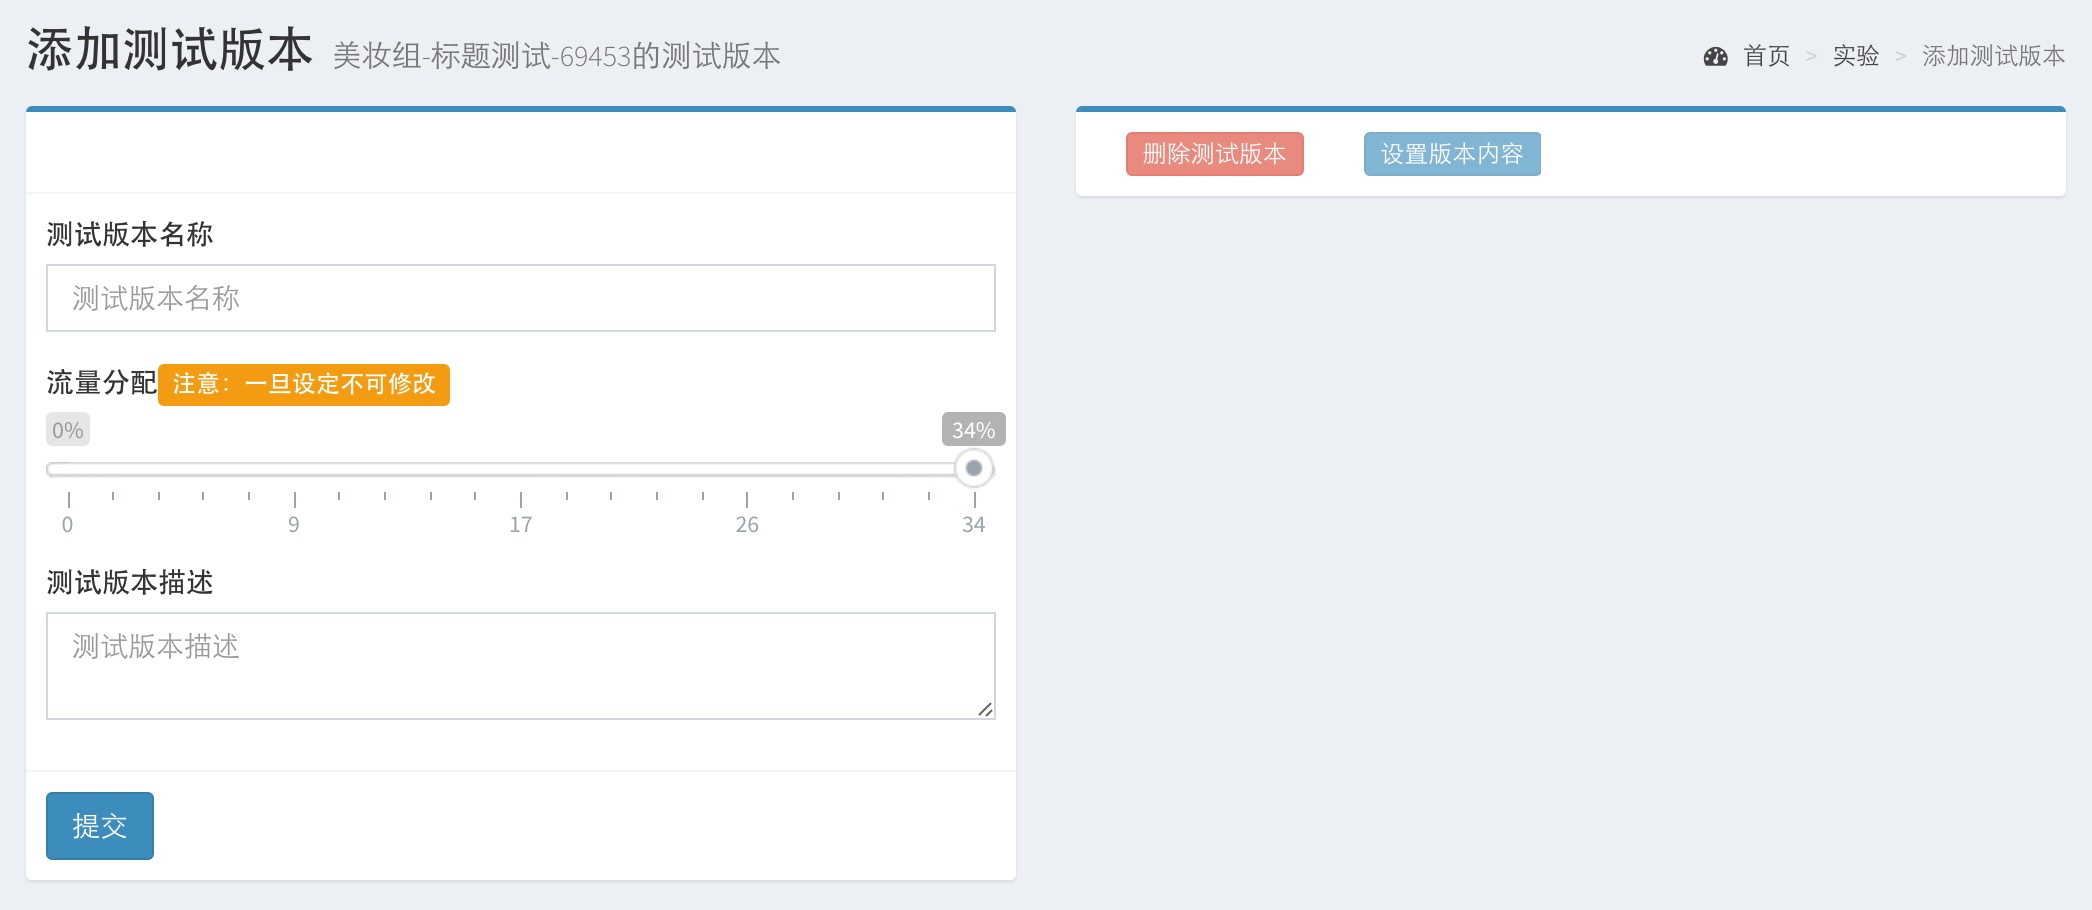 添加测试版本 美妆组-标题测试-69453的测试版本
首页 > 实验 > 添加测试版本
删除测试版本 设置版本内容
测试版本名称
测试版本名称
流量分配 注意：一旦设定不可修改
0% 34%
0 9 17 26 34
测试版本描述
测试版本描述
提交